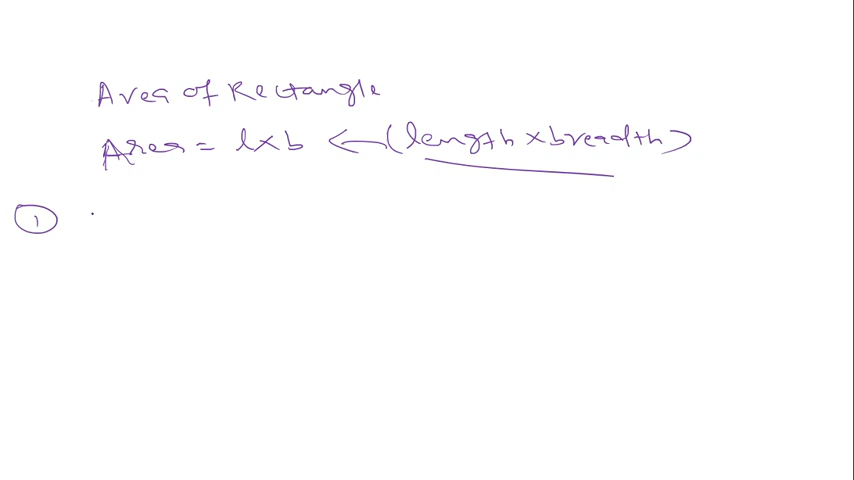 Area of Rectangle
Area = l×b ← (length × breadth)
1